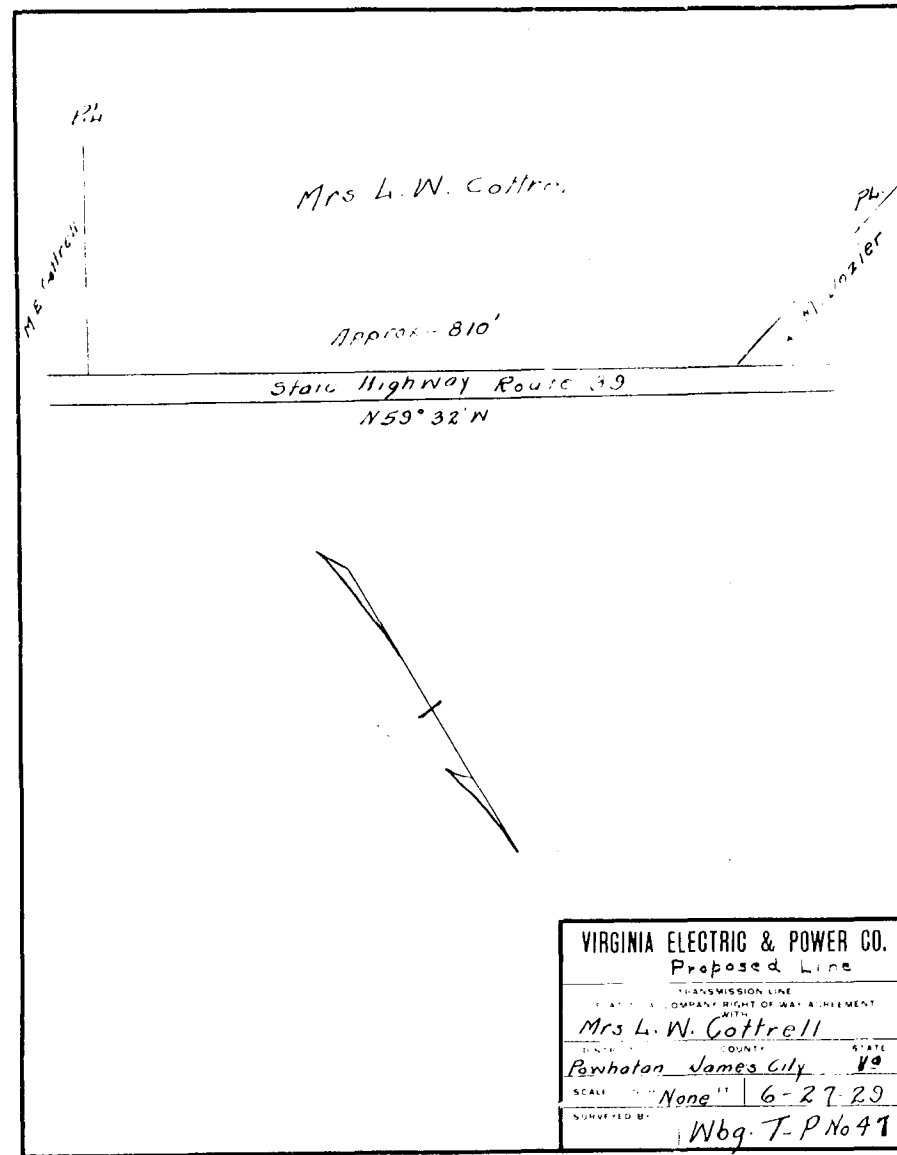 P.L.
Mrs L. W. Cottre
P.L.
M E Cottrell
Approx - 810'
State Highway Route 39
N59° 32' W
VIRGINIA ELECTRIC & POWER CO.
Proposed Line
TRANSMISSION LINE
COMPANY RIGHT OF WAY AGREEMENT
WITH
Mrs L. W. Cottrell
COUNTY STATE
Powhatan James City Va
SCALE None FT 6-27-29
SURVEYED BY
Wbg. T-P No 47